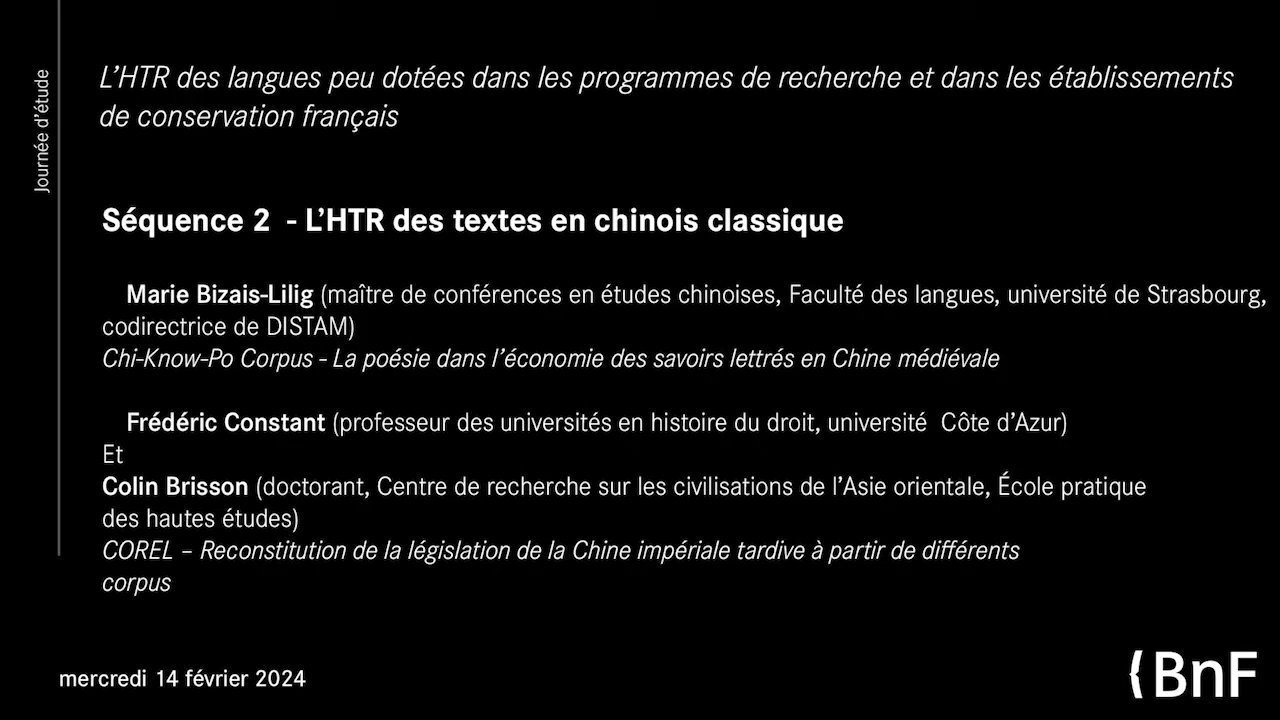 Journée d'étude
L'HTR des langues peu dotées dans les programmes de recherche et dans les établissements
de conservation français
Séquence 2 - L'HTR des textes en chinois classique
Marie Bizais-Lilig (maître de conférences en études chinoises, Faculté des langues, université de Strasbourg,
codirectrice de DISTAM)
Chi-Know-Po Corpus - La poésie dans l'économie des savoirs lettrés en Chine médiévale
Frédéric Constant (professeur des universités en histoire du droit, université Côte d'Azur)
Et
Colin Brisson (doctorant, Centre de recherche sur les civilisations de l'Asie orientale, École pratique
des hautes études)
COREL – Reconstitution de la législation de la Chine impériale tardive à partir de différents
corpus
mercredi 14 février 2024
{BnF